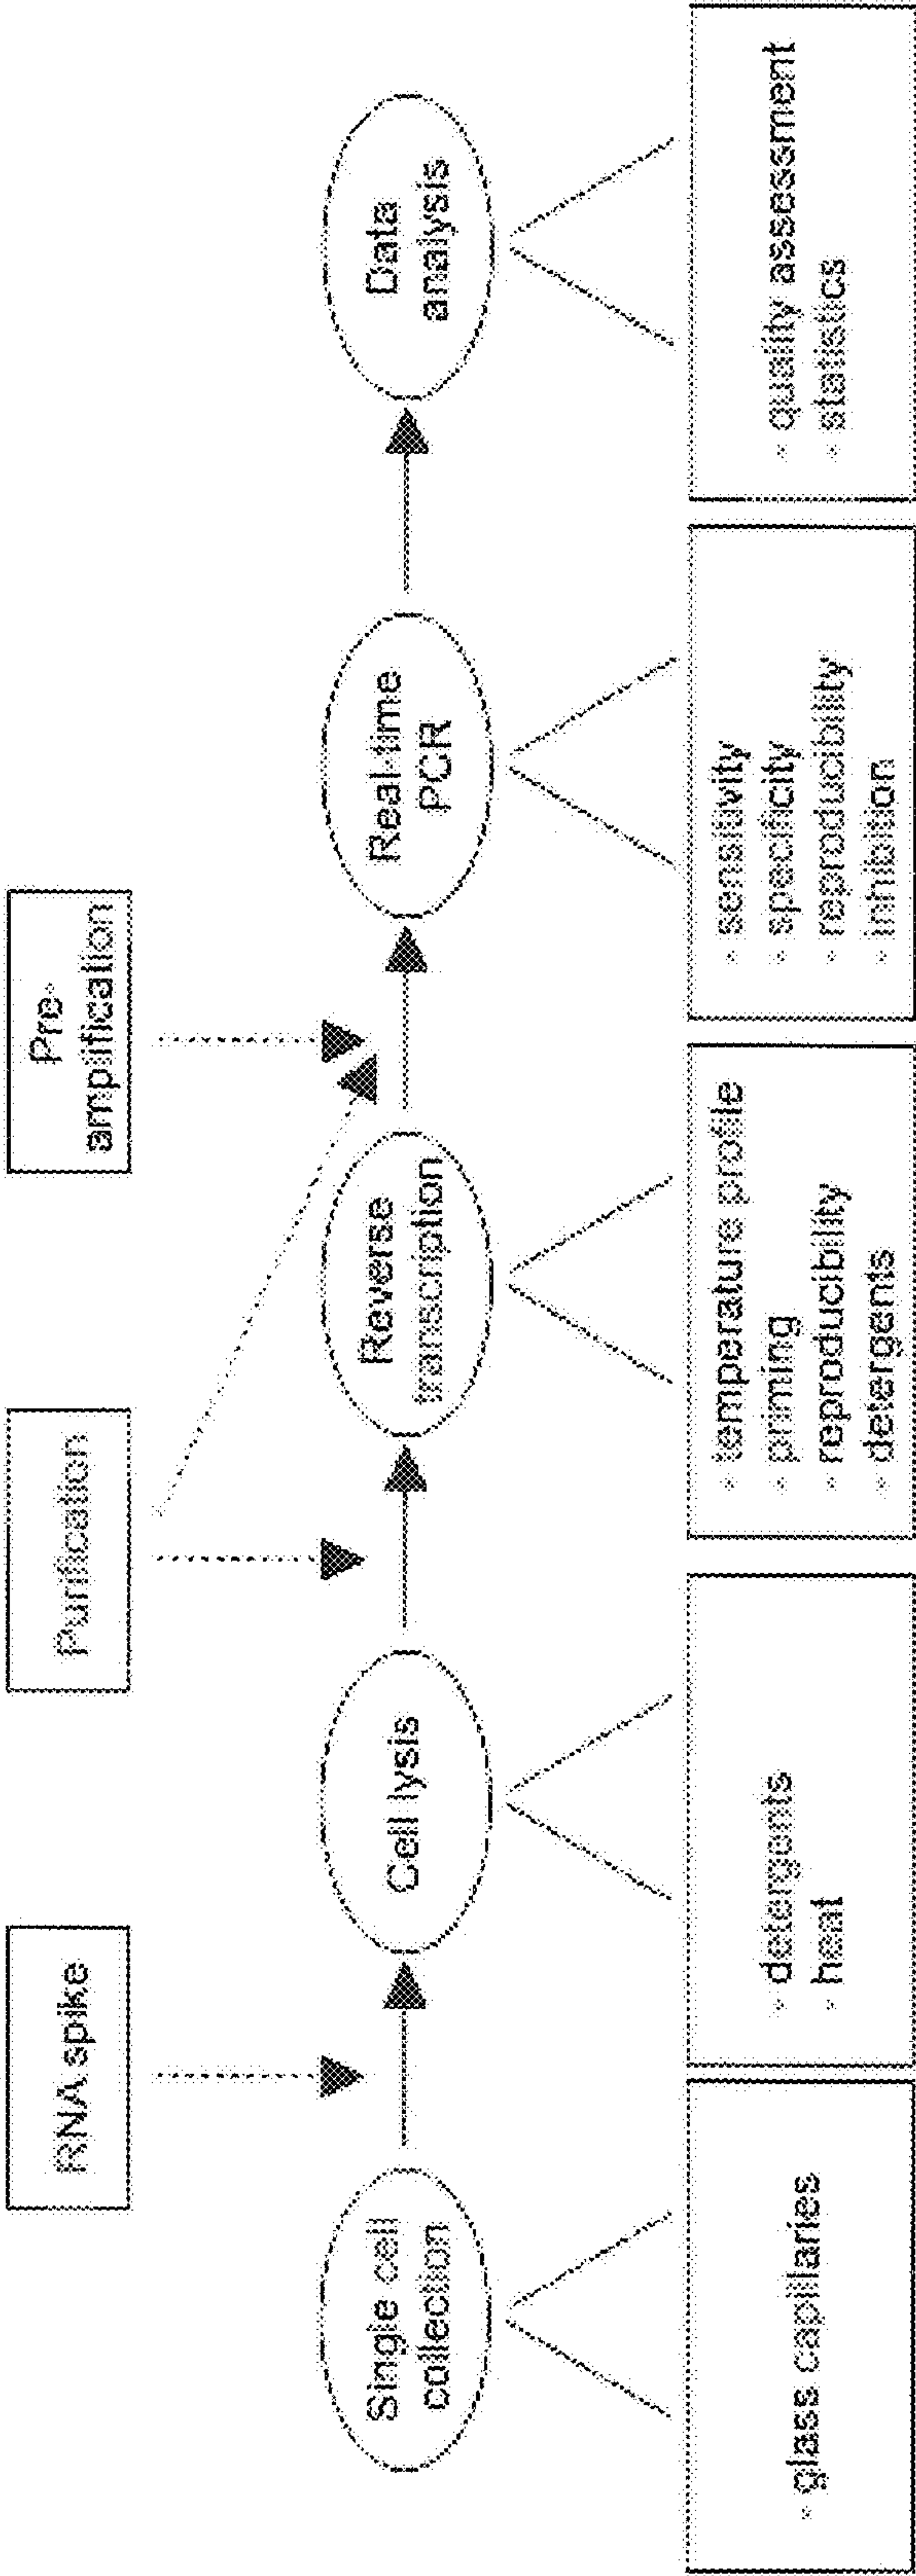 RNA spike
Purification
Pre-
amplification
Single cell
collection
Cell lysis
Reverse
transcription
Real-time
PCR
Data
analysis
- glass capillaries
- detergents
- heat
- temperature profile
- priming
- reproducibility
- detergents
- sensitivity
- specificity
- reproducibility
- inhibition
- quality assessment
- statistics